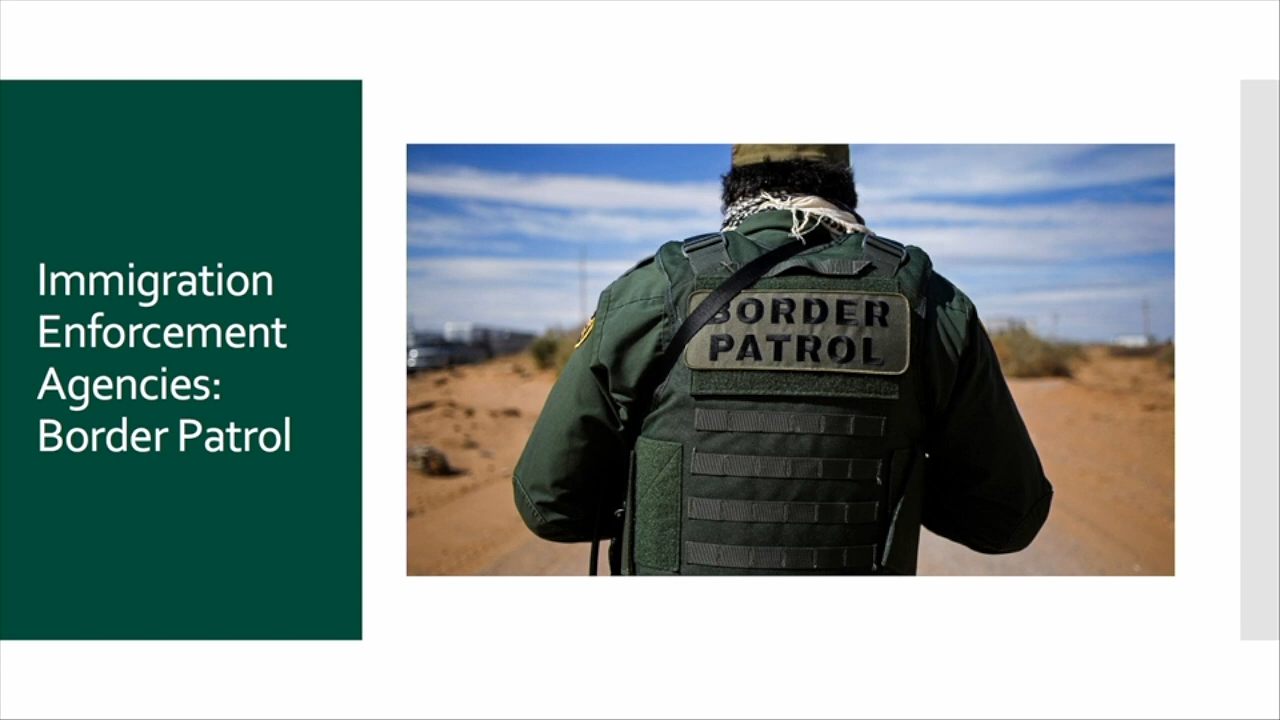 Immigration
Enforcement
Agencies:
Border Patrol
BORDER
PATROL